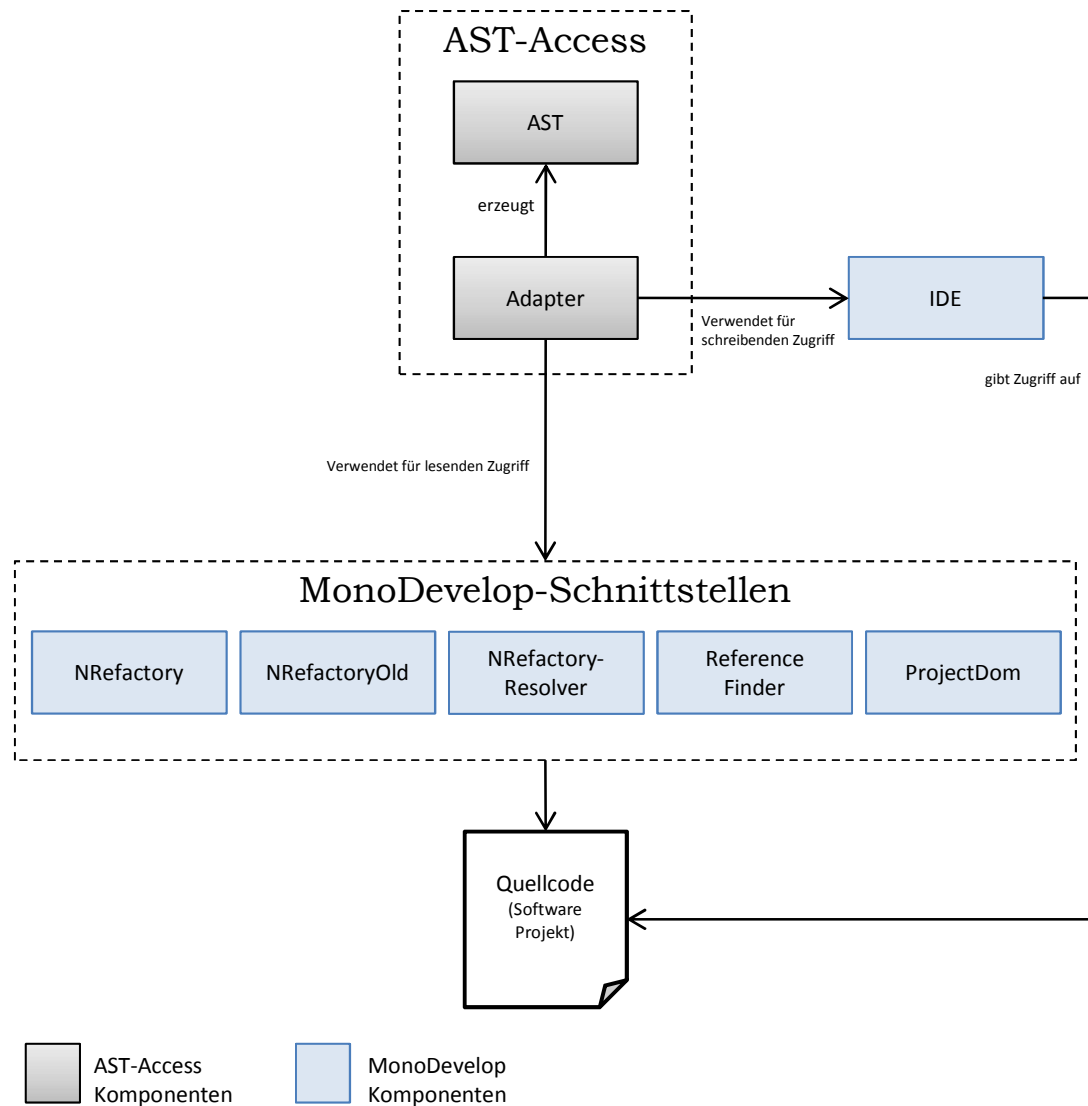 AST-Access
AST
erzeugt
Adapter
Verwendet für
schreibenden Zugriff
IDE
gibt Zugriff auf
Verwendet für lesenden Zugriff
MonoDevelop-Schnittstellen
NRefactory
NRefactoryOld
NRefactory-
Resolver
Reference
Finder
ProjectDom
Quellcode
(Software
Projekt)
AST-Access
Komponenten
MonoDevelop
Komponenten